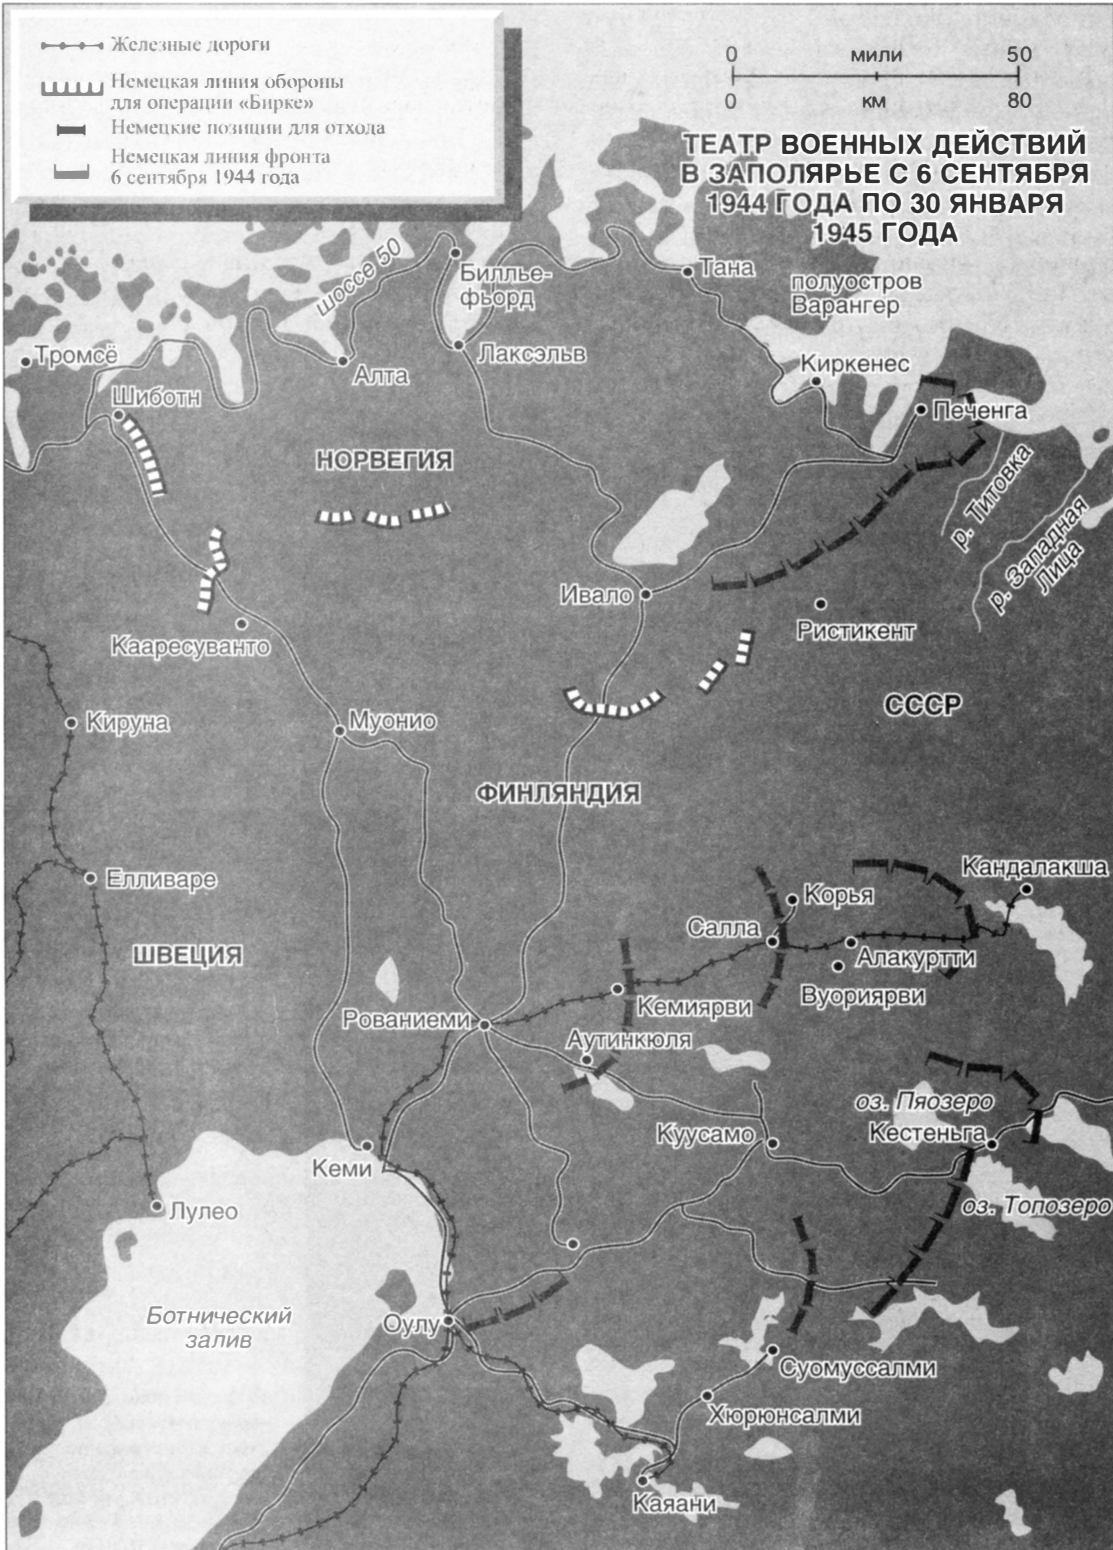 Железные дороги
Немецкая линия обороны
для операции «Бирке»
Немецкие позиции для отхода
Немецкая линия фронта
6 сентября 1944 года
0 мили 50
0 км 80
ТЕАТР ВОЕННЫХ ДЕЙСТВИЙ
В ЗАПОЛЯРЬЕ С 6 СЕНТЯБРЯ
1944 ГОДА ПО 30 ЯНВАРЯ
1945 ГОДА
шоссе 50
Биллье-
фьорд
Тана
полуостров
Варангер
Тромсё
Алта
Лаксэльв
Киркенес
Шиботн
Печенга
НОРВЕГИЯ
р. Титовка
р. Западная
Лица
Ивало
Ристикент
Кааресуванто
СССР
Кируна
Муонио
ФИНЛЯНДИЯ
Елливаре
Кандалакша
Корья
Салла
ШВЕЦИЯ
Алакуртти
Вуориярви
Кемиярви
Рованиеми
Аутинкюля
оз. Пяозеро
Куусамо
Кестеньга
Кеми
Лулео
оз. Топозеро
Ботнический
залив
Оулу
Суомуссалми
Хюрюнсалми
Каяани